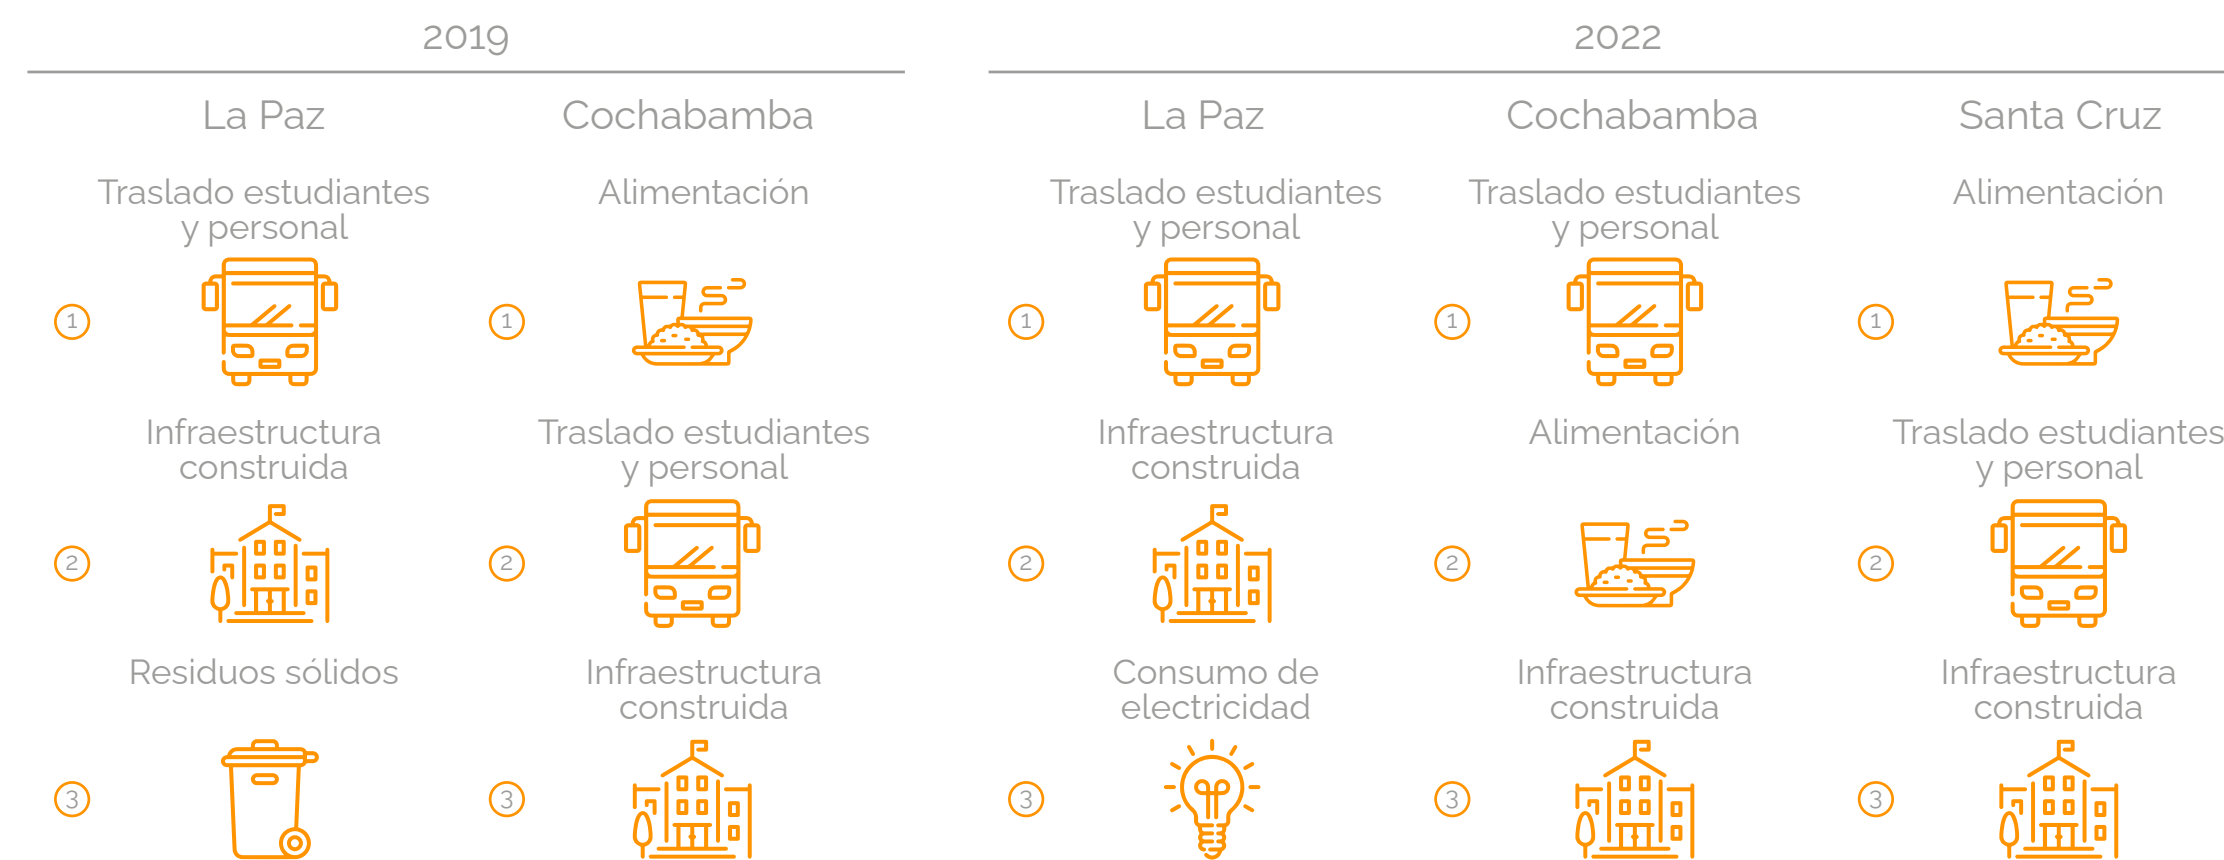 2019
2022
La Paz
Cochabamba
La Paz
Cochabamba
Santa Cruz
Traslado estudiantes
y personal
Alimentación
Traslado estudiantes
y personal
Traslado estudiantes
y personal
Alimentación
1
1
1
1
1
Infraestructura
construida
Traslado estudiantes
y personal
Infraestructura
construida
Alimentación
Traslado estudiantes
y personal
2
2
2
2
2
Residuos sólidos
Infraestructura
construida
Consumo de
electricidad
Infraestructura
construida
Infraestructura
construida
3
3
3
3
3